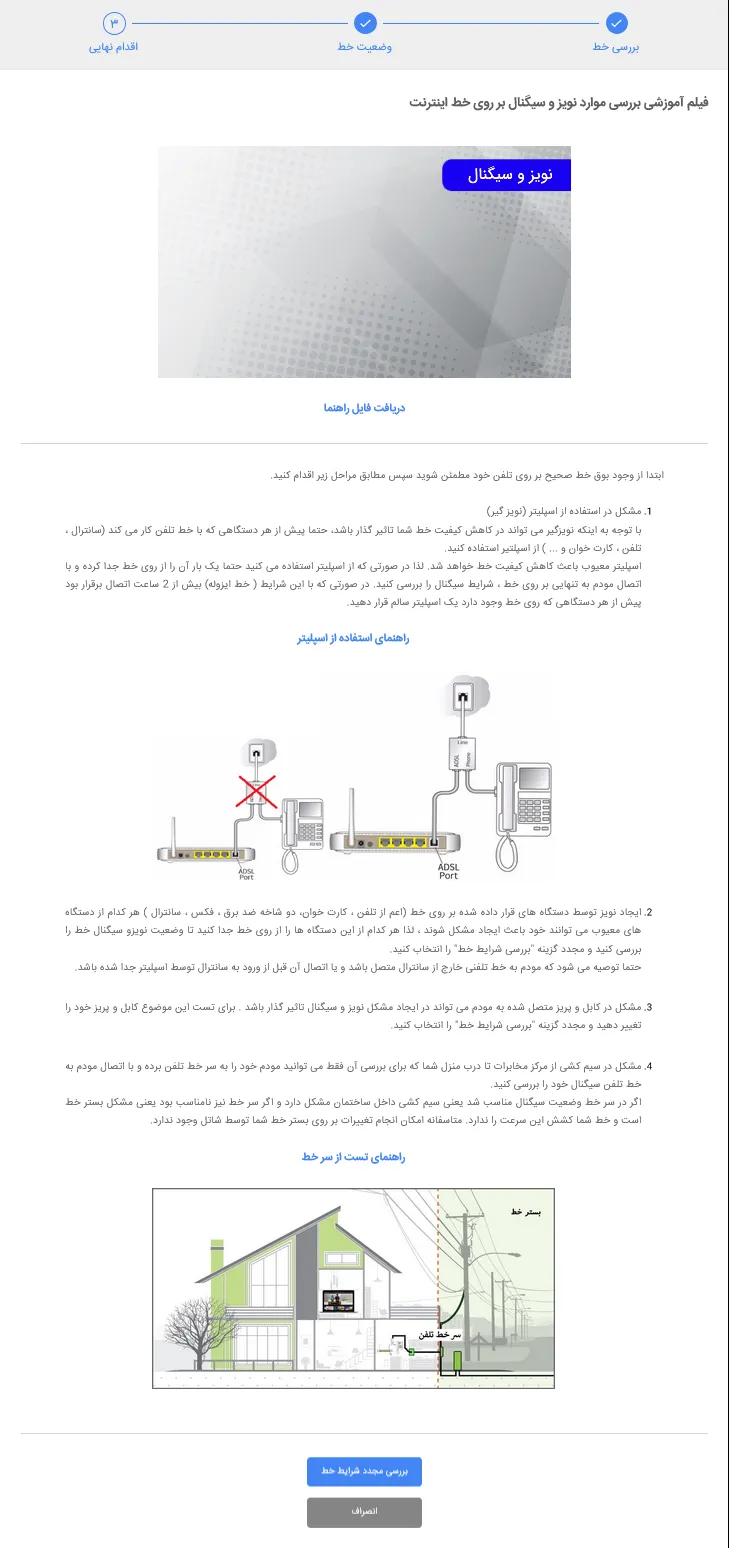 بررسی خط
وضعیت خط
۳
اقدام نهایی
فیلم آموزشی بررسی موارد نویز و سیگنال بر روی خط اینترنت
نویز و سیگنال
دریافت فایل راهنما
ابتدا از وجود بوق خط صحیح بر روی تلفن خود مطمئن شوید سپس مطابق مراحل زیر اقدام کنید.
1. مشکل در استفاده از اسپلیتر (نویز گیر)
با توجه به اینکه نویزگیر می تواند در کاهش کیفیت خط شما تاثیر گذار باشد، حتما پیش از هر دستگاهی که با خط تلفن کار می کند (سانترال ،
تلفن ، کارت خوان و ... ) از اسپلتیر استفاده کنید.
اسپلیتر معیوب باعث کاهش کیفیت خط خواهد شد. لذا در صورتی که از اسپلیتر استفاده می کنید حتما یک بار آن را از روی خط جدا کرده و با
اتصال مودم به تنهایی بر روی خط ، شرایط سیگنال را بررسی کنید. در صورتی که با این شرایط ( خط ایزوله) بیش از 2 ساعت اتصال برقرار بود
پیش از هر دستگاهی که روی خط وجود دارد یک اسپلیتر سالم قرار دهید.
راهنمای استفاده از اسپلیتر
Line
ADSL
Phone
ADSL
Port
ADSL
Port
2. ایجاد نویز توسط دستگاه های قرار داده شده بر روی خط (اعم از تلفن ، کارت خوان، دو شاخه ضد برق ، فکس ، سانترال ) هر کدام از دستگاه
های معیوب می توانند خود باعث ایجاد مشکل شوند ، لذا هر کدام از این دستگاه ها را از روی خط جدا کنید تا وضعیت نویزو سیگنال خط را
بررسی کنید و مجدد گزینه "بررسی شرایط خط" را انتخاب کنید.
حتما توصیه می شود که مودم به خط تلفنی خارج از سانترال متصل باشد و یا اتصال آن قبل از ورود به سانترال توسط اسپلیتر جدا شده باشد.
3. مشکل در کابل و پریز متصل شده به مودم می تواند در ایجاد مشکل نویز و سیگنال تاثیر گذار باشد . برای تست این موضوع کابل و پریز خود را
تغییر دهید و مجدد گزینه "بررسی شرایط خط" را انتخاب کنید.
4. مشکل در سیم کشی از مرکز مخابرات تا درب منزل شما که برای بررسی آن فقط می توانید مودم خود را به سر خط تلفن برده و با اتصال مودم به
خط تلفن سیگنال خود را بررسی کنید.
اگر در سر خط وضعیت سیگنال مناسب شد یعنی سیم کشی داخل ساختمان مشکل دارد و اگر سر خط نیز نامناسب بود یعنی مشکل بستر خط
است و خط شما کشش این سرعت را ندارد. متاسفانه امکان انجام تغییرات بر روی بستر خط شما توسط شاتل وجود ندارد.
راهنمای تست از سر خط
بستر خط
سر خط تلفن
بررسی مجدد شرایط خط
انصراف